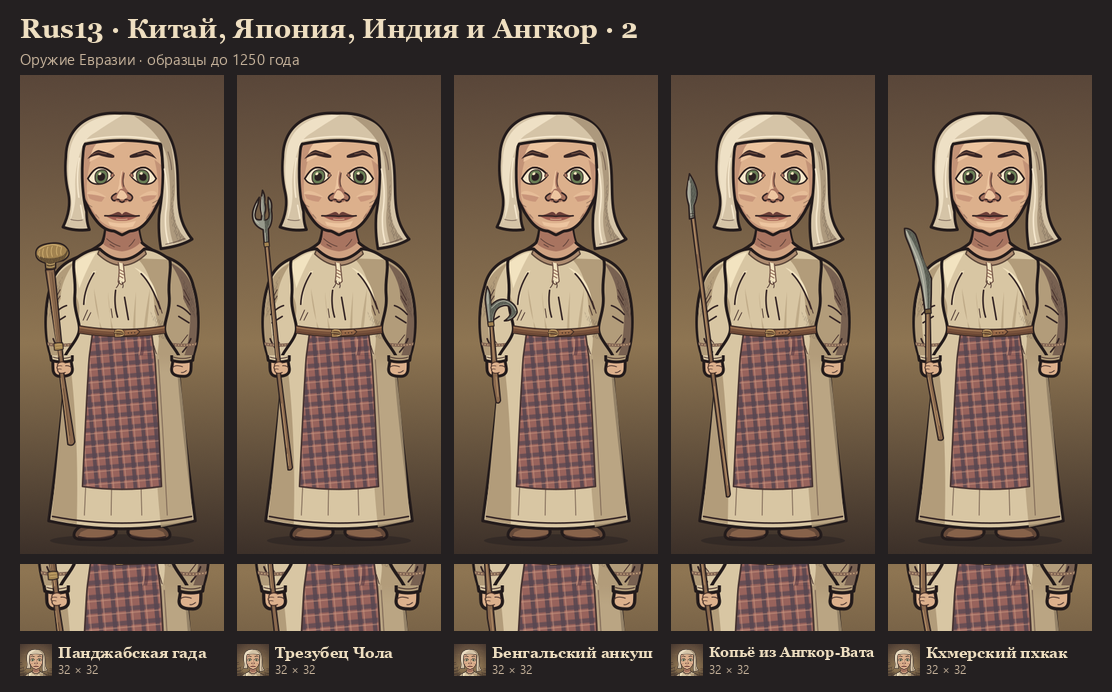 Rus13 · Китай, Япония, Индия и Ангкор · 2
Оружие Евразии · образцы до 1250 года
Панджабская гада
32 × 32
Трезубец Чола
32 × 32
Бенгальский анкуш
32 × 32
Копьё из Ангкор-Вата
32 × 32
Кхмерский пхкак
32 × 32